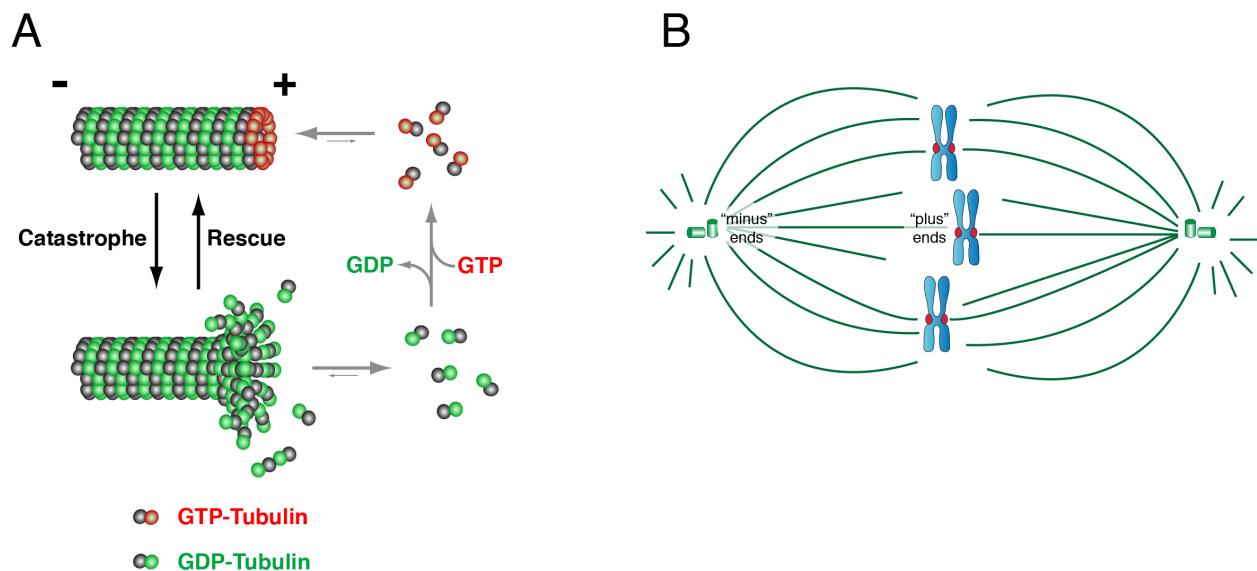 A
B
- +
Catastrophe
Rescue
GDP
GTP
GTP-Tubulin
GDP-Tubulin
“minus”
ends
“plus”
ends